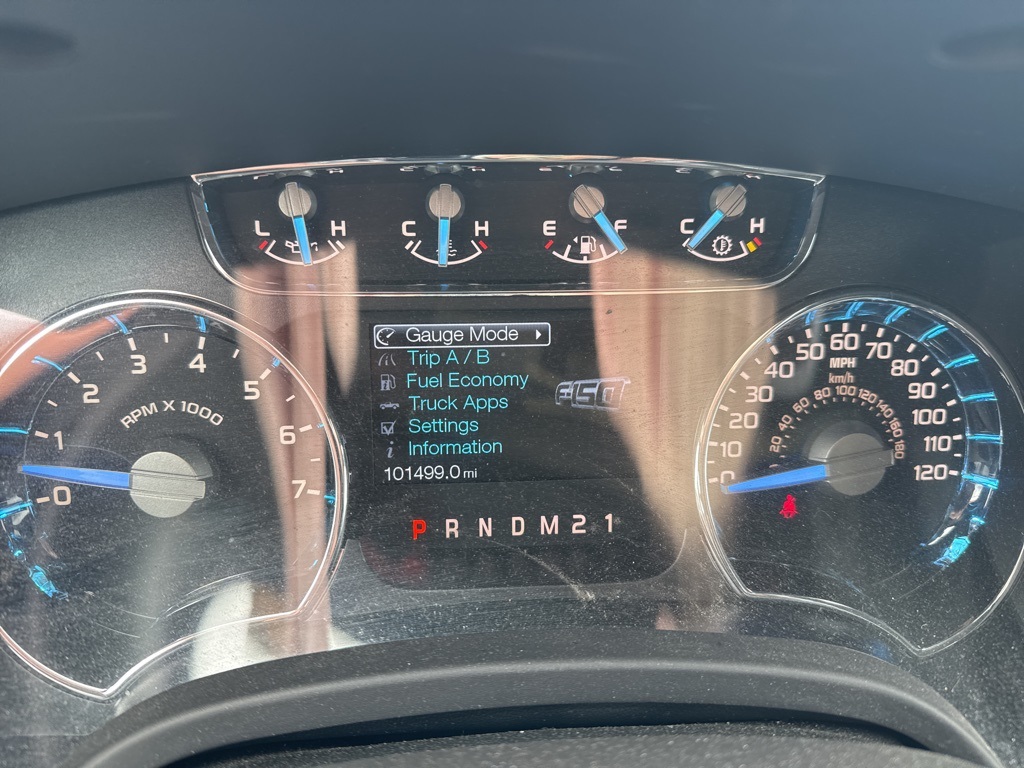 L H C H E F C H
Gauge Mode
Trip A / B
Fuel Economy
Truck Apps
Settings
Information
101499.0 mi
F150
P R N D M 2 1
0 1 2 3 4 5 6 7
RPM X 1000
0 10 20 30 40 50 60 70 80 90 100 110 120
MPH
km/h
20 40 60 80 100 120 140 160 180